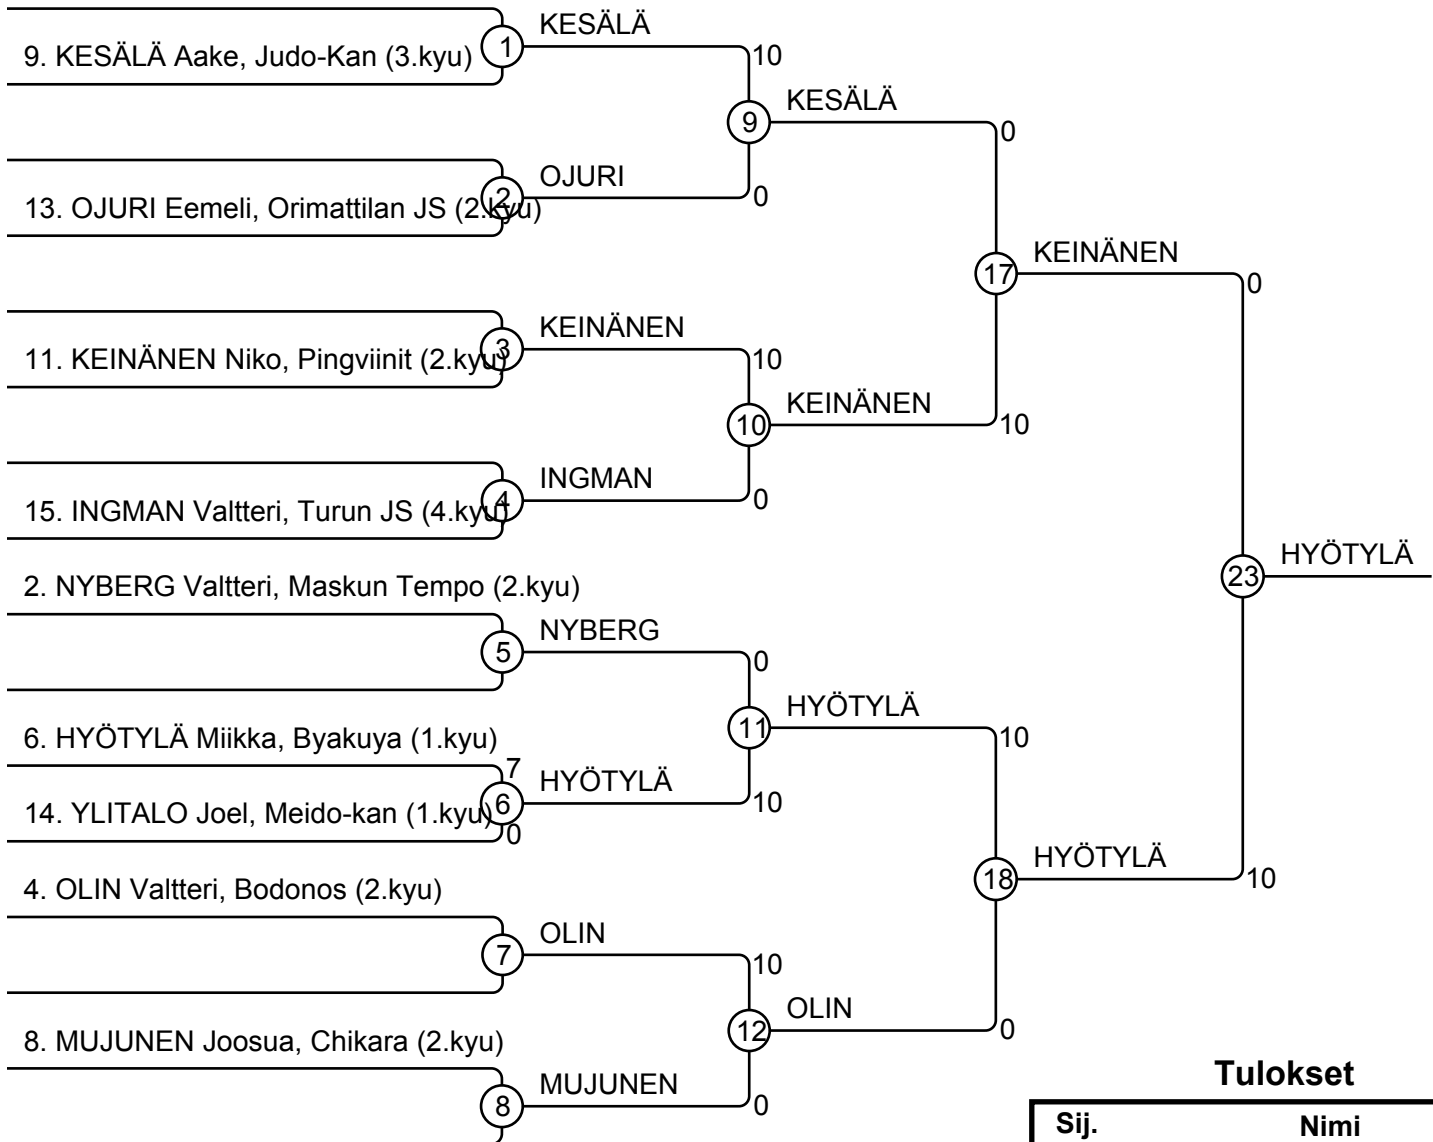 KESÄLÄ
9. KESÄLÄ Aake, Judo-Kan (3.kyu)
1
10
KESÄLÄ
9
0
OJURI
13. OJURI Eemeli, Orimattilan JS (2.kyu)
2
0
KEINÄNEN
17
0
KEINÄNEN
11. KEINÄNEN Niko, Pingviinit (2.kyu)
3
10
KEINÄNEN
10
10
INGMAN
15. INGMAN Valtteri, Turun JS (4.kyu)
4
0
HYÖTYLÄ
23
2. NYBERG Valtteri, Maskun Tempo (2.kyu)
NYBERG
5
0
HYÖTYLÄ
6. HYÖTYLÄ Miikka, Byakuya (1.kyu)
11
10
7
HYÖTYLÄ
14. YLITALO Joel, Meido-kan (1.kyu)
6
10
0
HYÖTYLÄ
18
10
4. OLIN Valtteri, Bodonos (2.kyu)
OLIN
7
10
OLIN
8. MUJUNEN Joosua, Chikara (2.kyu)
12
0
MUJUNEN
8
0
Tulokset
Sij. Nimi